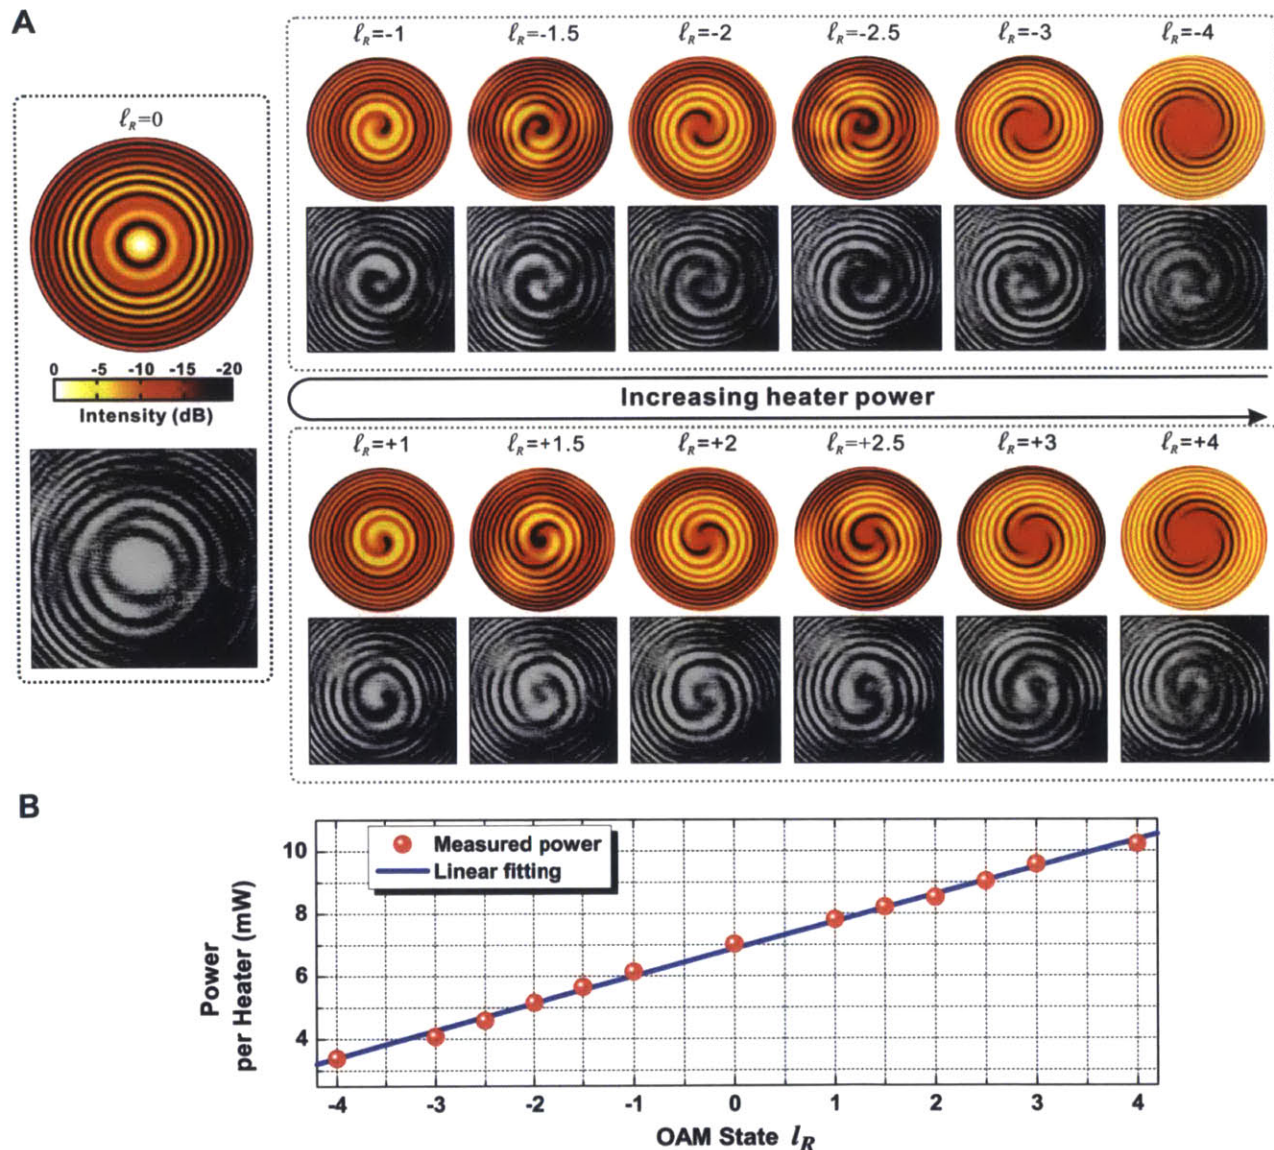 A
ℓR=-1 ℓR=-1.5 ℓR=-2 ℓR=-2.5 ℓR=-3 ℓR=-4
ℓR=0
0 -5 -10 -15 -20
Intensity (dB)
Increasing heater power
ℓR=+1 ℓR=+1.5 ℓR=+2 ℓR=+2.5 ℓR=+3 ℓR=+4
B
Measured power
Linear fitting
10
8
6
4
Power
per Heater (mW)
-4 -3 -2 -1 0 1 2 3 4
OAM State lR